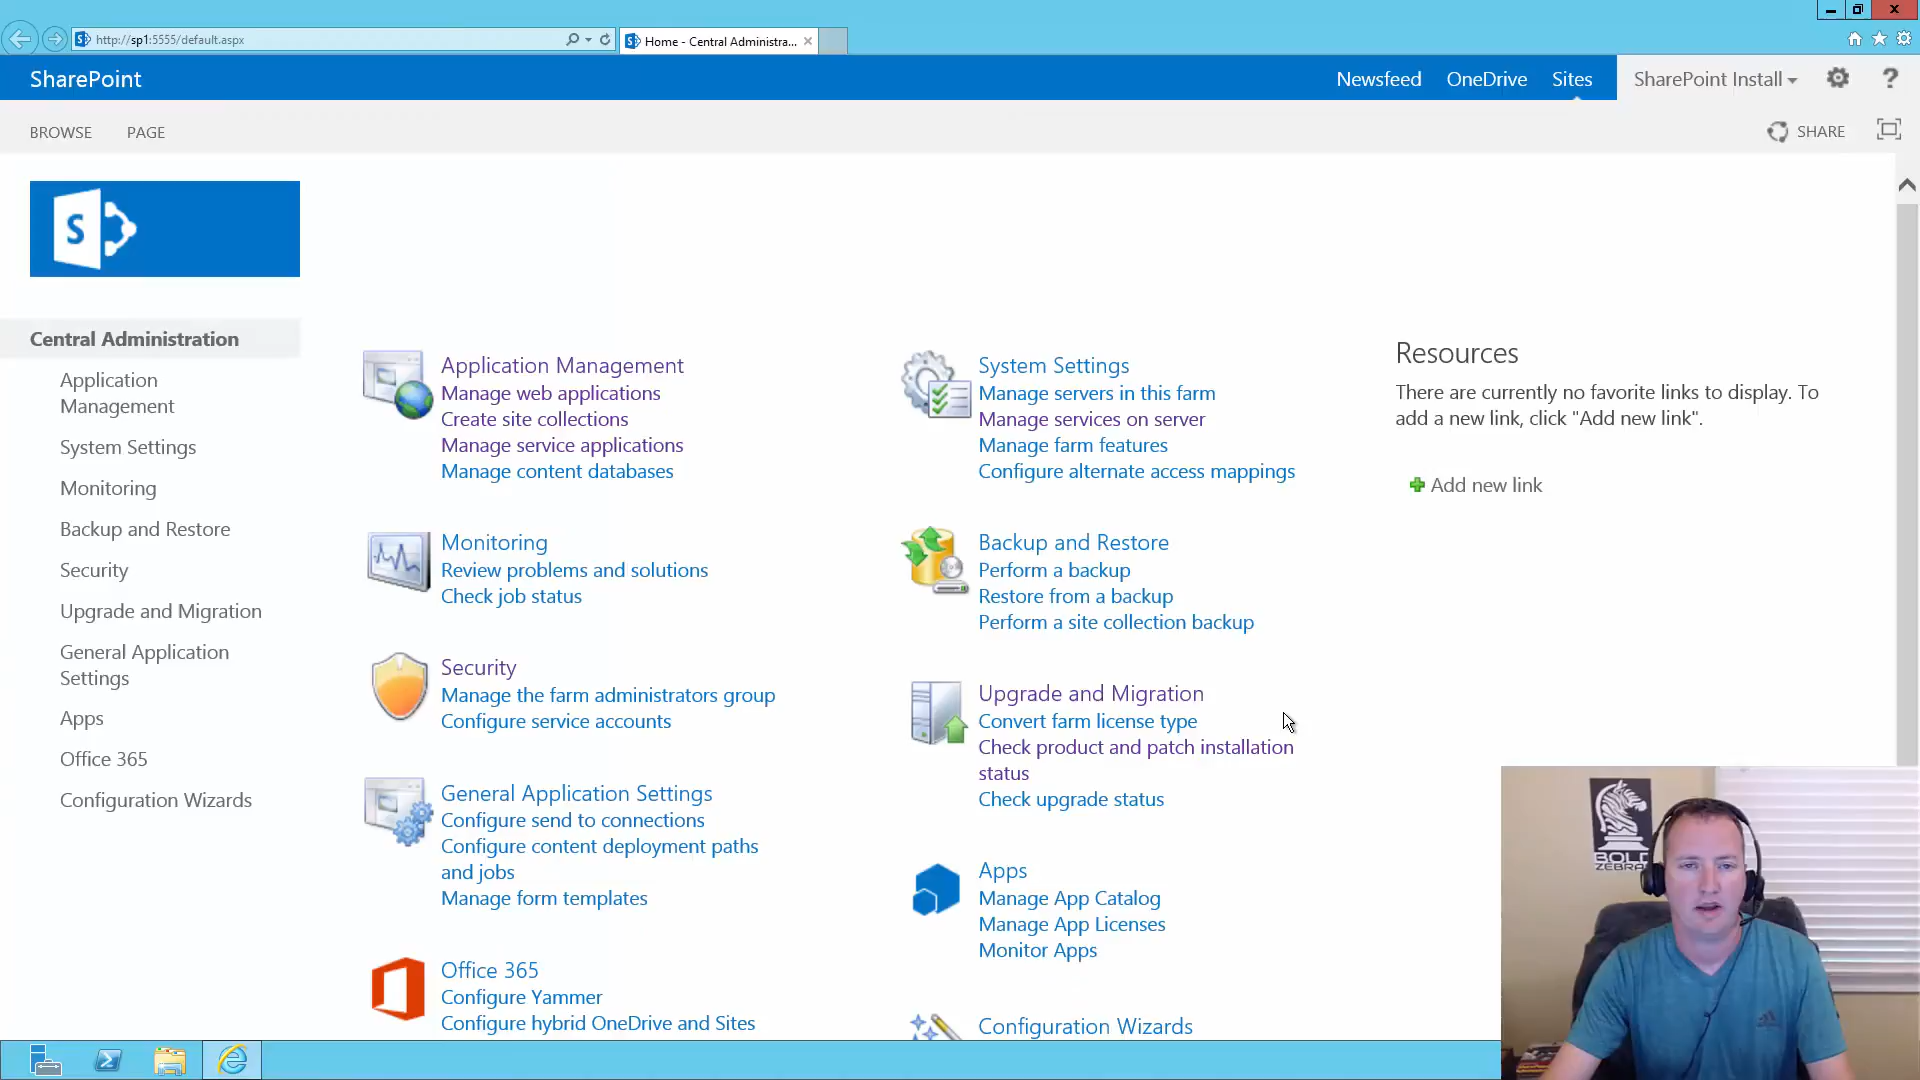 http://sp1:5555/default.aspx
Home - Central Administra...
SharePoint
Newsfeed
OneDrive
Sites
SharePoint Install
?
BROWSE
PAGE
SHARE
S
Central Administration
Application
Management
System Settings
Monitoring
Backup and Restore
Security
Upgrade and Migration
General Application
Settings
Apps
Office 365
Configuration Wizards
Application Management
Manage web applications
Create site collections
Manage service applications
Manage content databases
Monitoring
Review problems and solutions
Check job status
Security
Manage the farm administrators group
Configure service accounts
General Application Settings
Configure send to connections
Configure content deployment paths
and jobs
Manage form templates
Office 365
Configure Yammer
Configure hybrid OneDrive and Sites
System Settings
Manage servers in this farm
Manage services on server
Manage farm features
Configure alternate access mappings
Backup and Restore
Perform a backup
Restore from a backup
Perform a site collection backup
Upgrade and Migration
Convert farm license type
Check product and patch installation
status
Check upgrade status
Apps
Manage App Catalog
Manage App Licenses
Monitor Apps
Configuration Wizards
Resources
There are currently no favorite links to display. To
add a new link, click "Add new link".
Add new link
BOLD
ZEBRA